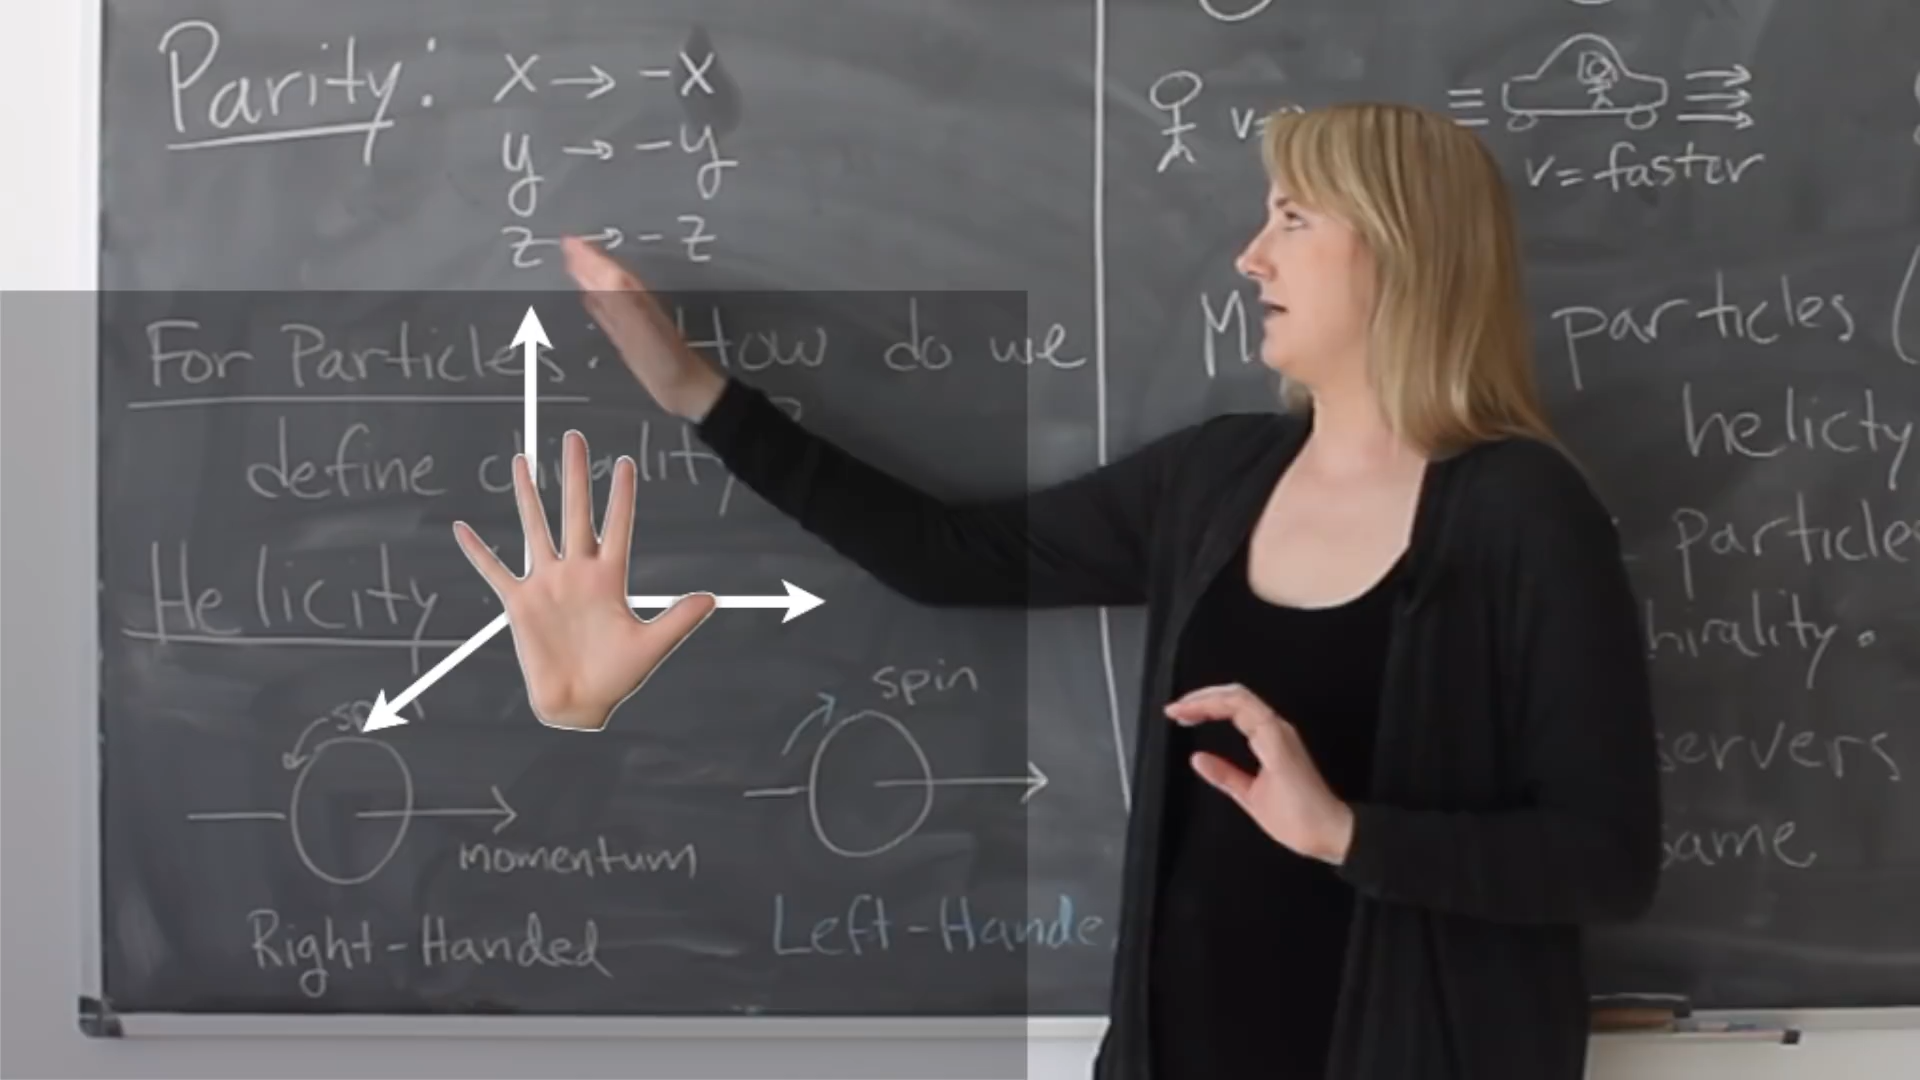 Parity: x → -x
y → -y
z → -z
For Particles: How do we
define chirality?
Helicity:
spin
momentum
Right-Handed
spin
Left-Hande
v=
v=faster
particles
helicty
particles
hirality.
servers
same